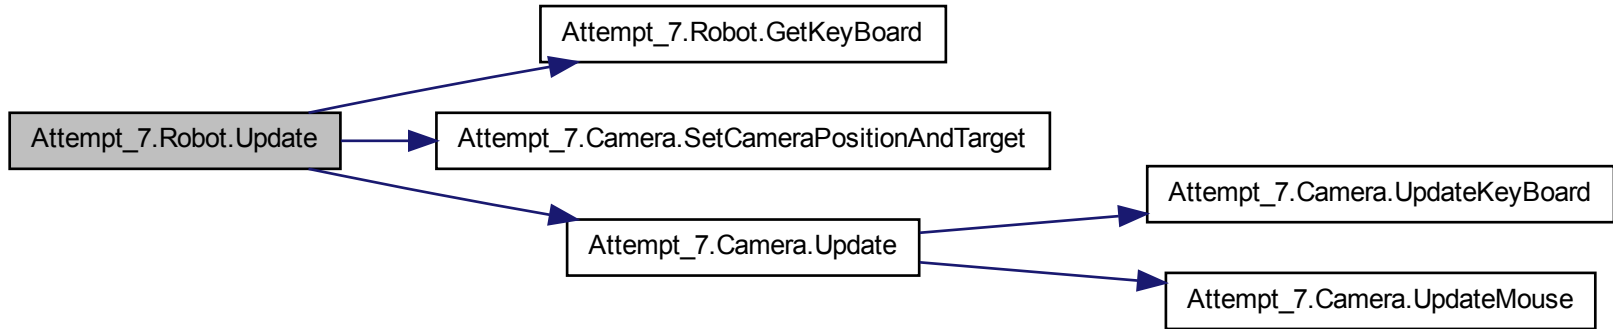 Attempt_7.Robot.GetKeyBoard
Attempt_7.Robot.Update
Attempt_7.Camera.SetCameraPositionAndTarget
Attempt_7.Camera.UpdateKeyBoard
Attempt_7.Camera.Update
Attempt_7.Camera.UpdateMouse